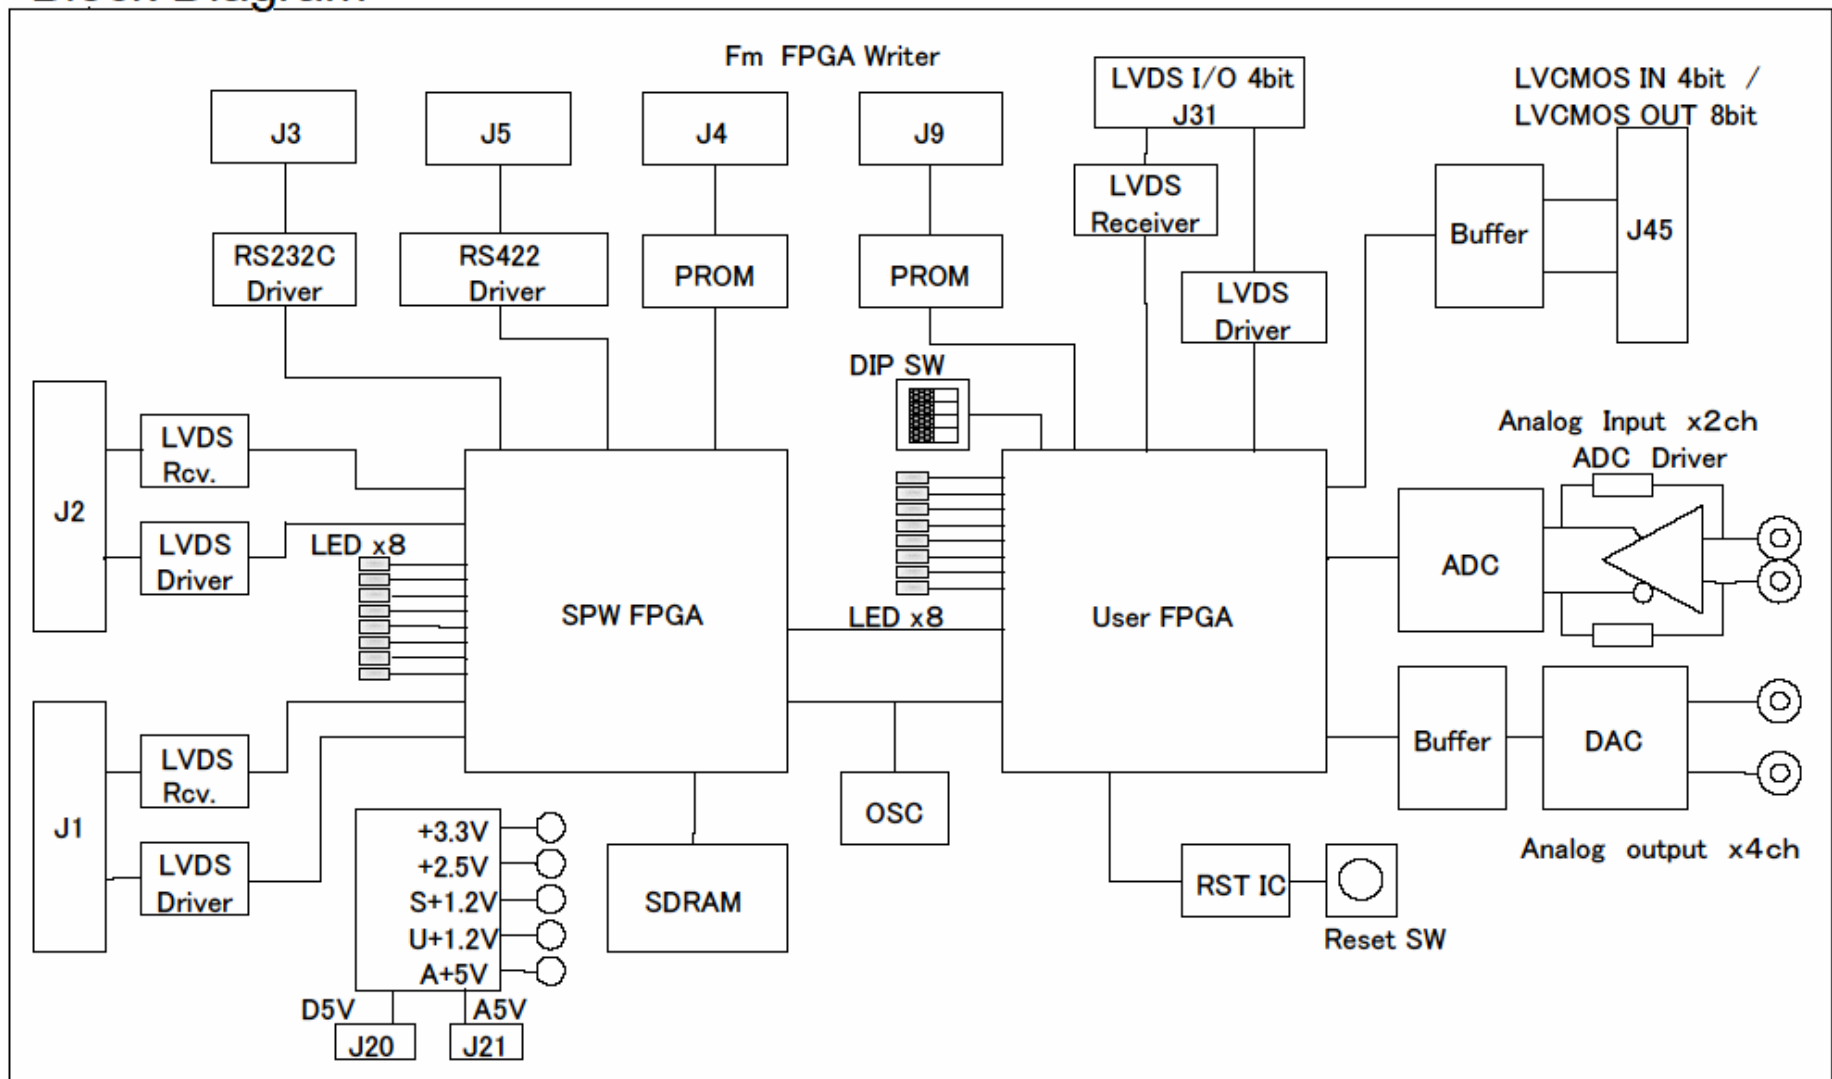 Block Diagram
Fm FPGA Writer
LVDS I/O 4bit
J31
LVCMOS IN 4bit /
LVCMOS OUT 8bit
J3
J5
J4
J9
LVDS
Receiver
Buffer
J45
RS232C
Driver
RS422
Driver
PROM
PROM
LVDS
Driver
DIP SW
Analog Input x2ch
ADC Driver
J2
LVDS
Rcv.
LVDS
Driver
LED x8
SPW FPGA
LED x8
User FPGA
ADC
J1
LVDS
Rcv.
LVDS
Driver
Buffer
DAC
Analog output x4ch
+3.3V
+2.5V
S+1.2V
U+1.2V
A+5V
D5V
A5V
J20
J21
SDRAM
OSC
RST IC
Reset SW